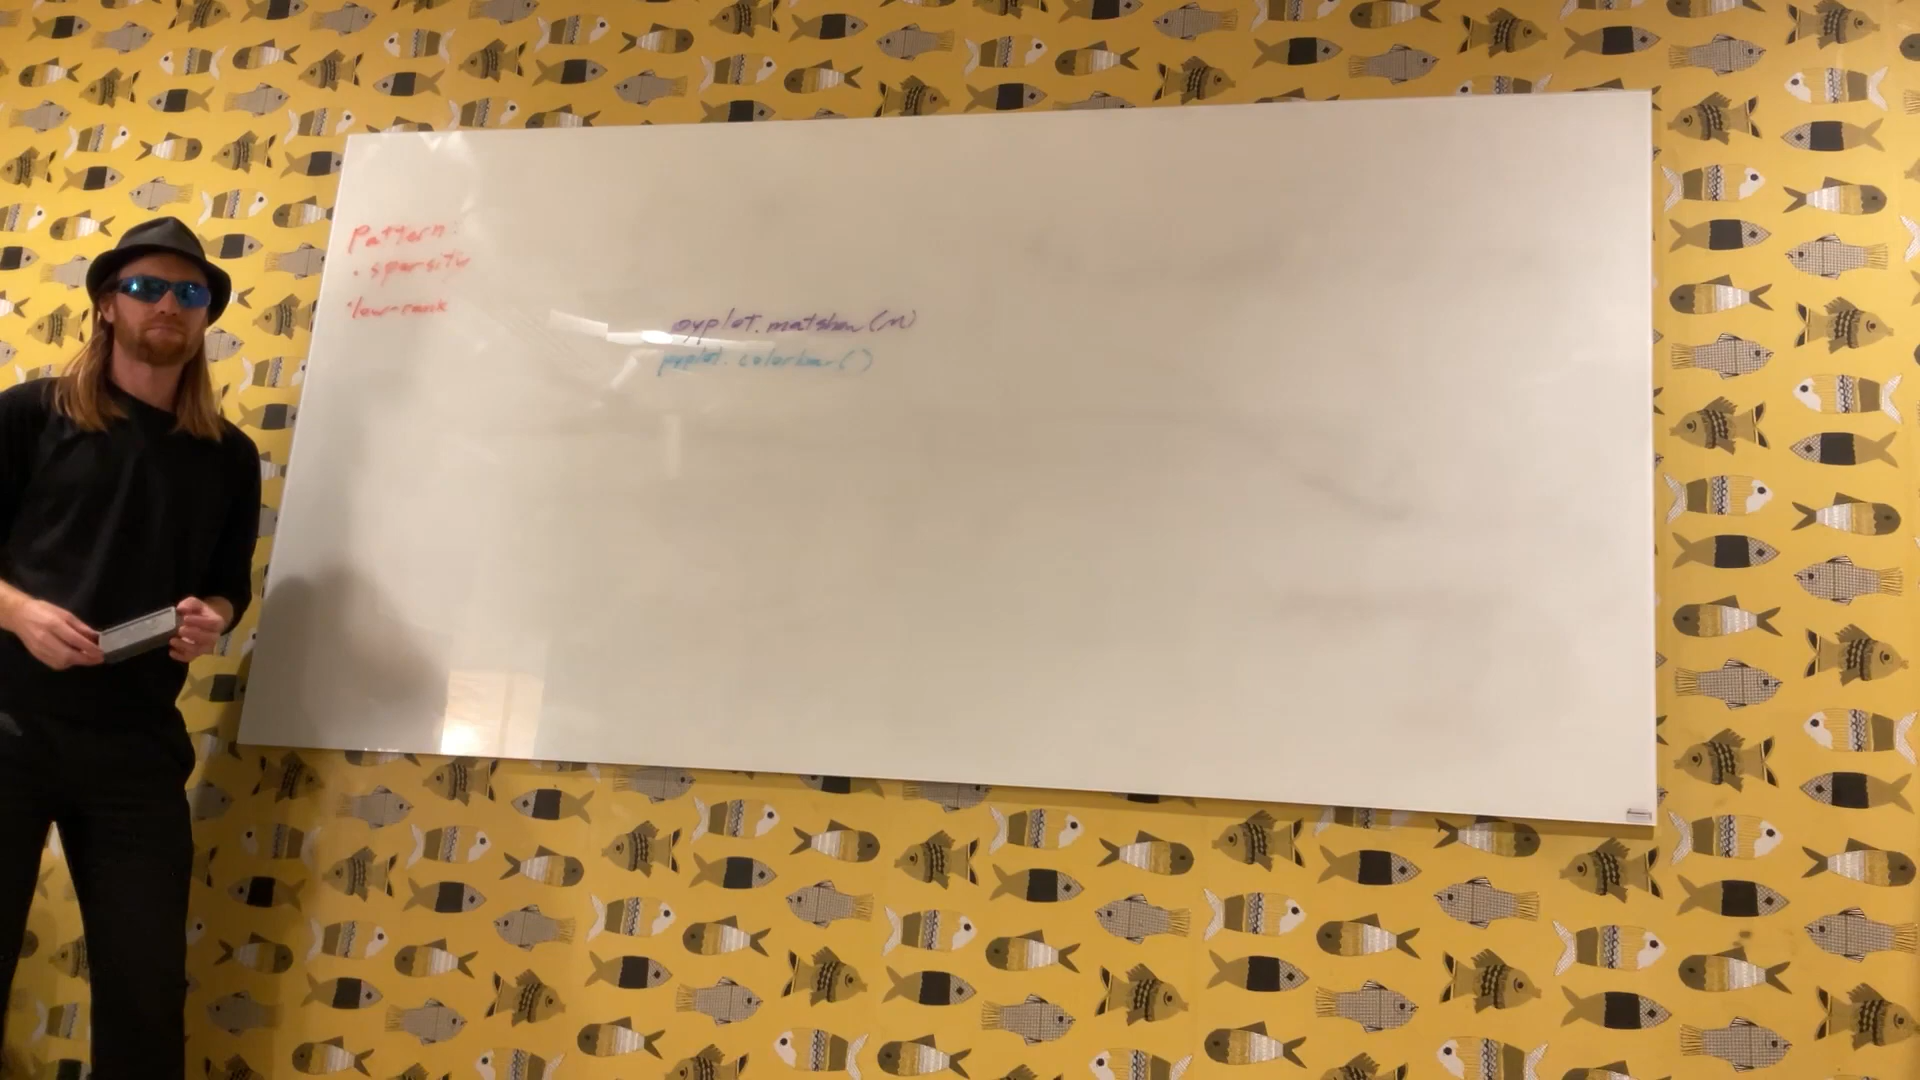 Pattern:
• sparsity
• low-rank
pyplot.matshow(M)
pyplot.colorbar()